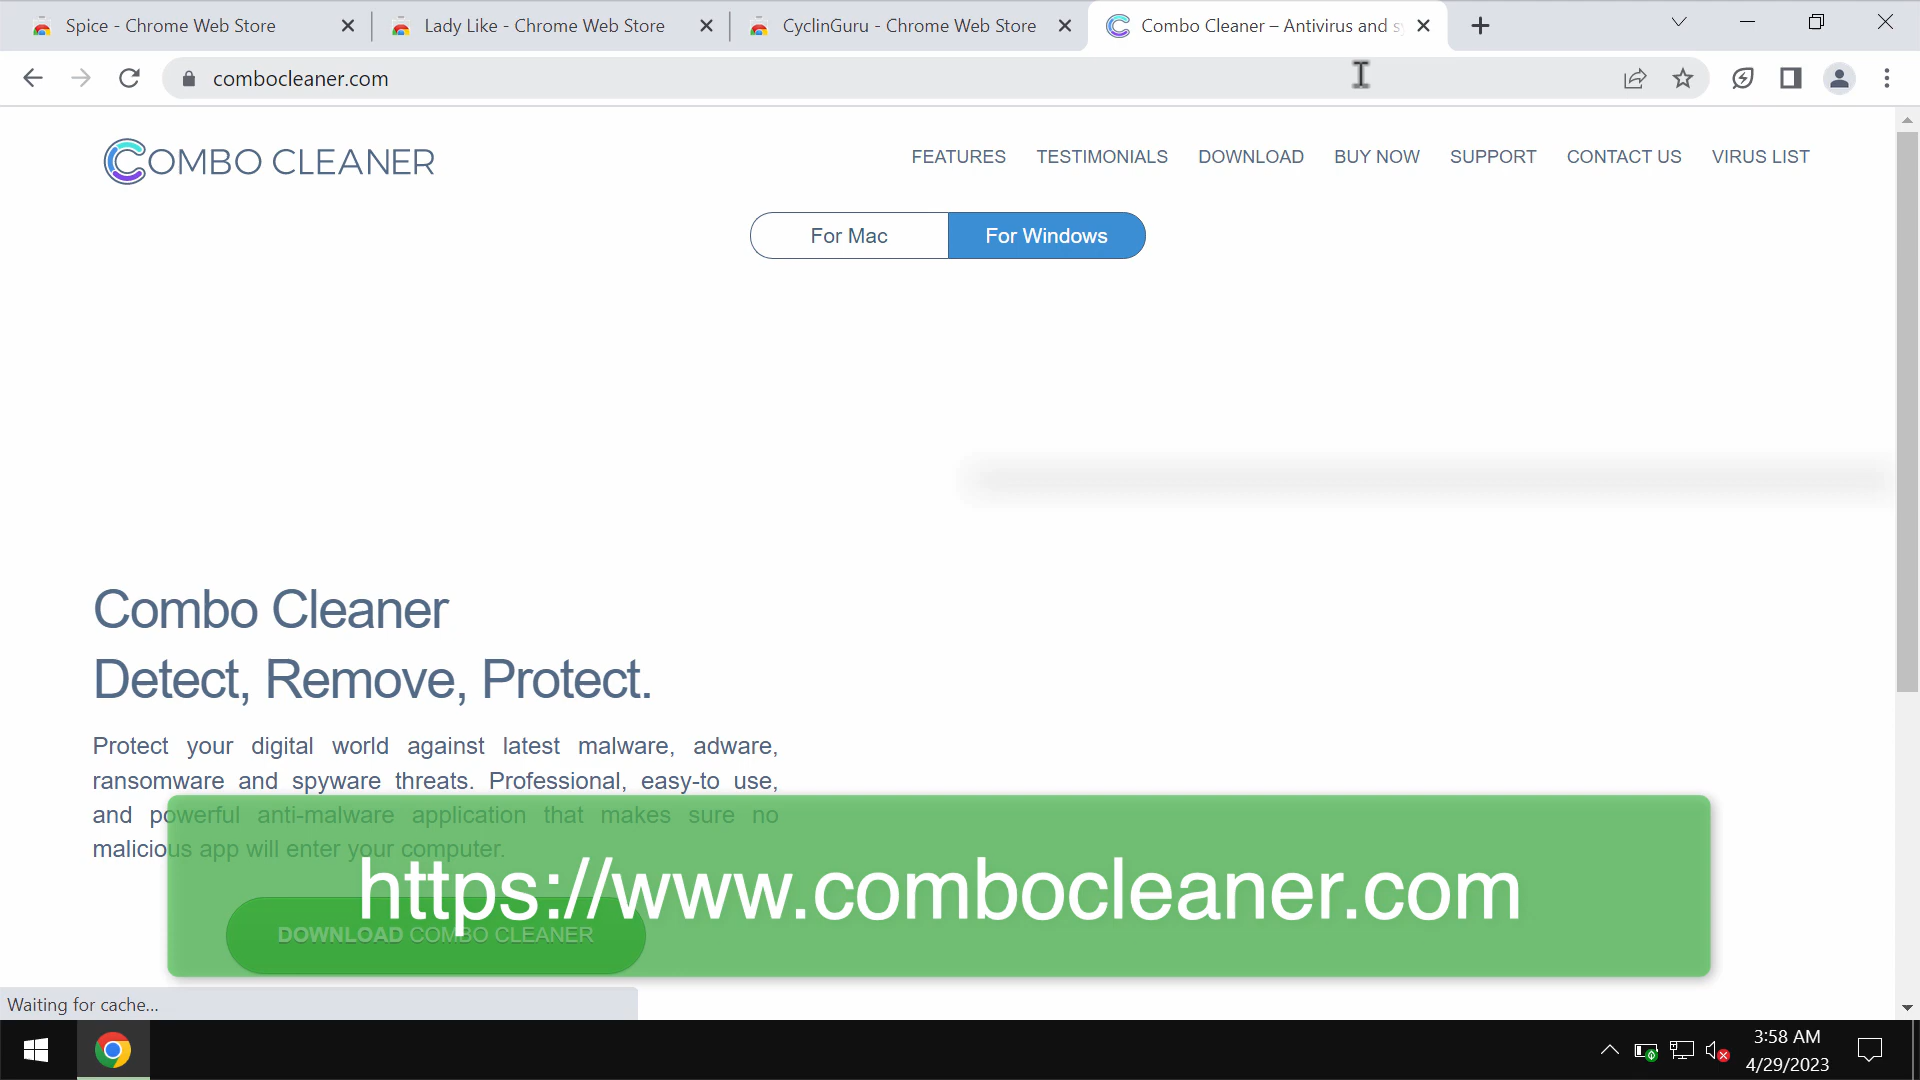 Spice - Chrome Web Store
Lady Like - Chrome Web Store
CyclinGuru - Chrome Web Store
Combo Cleaner – Antivirus and
combocleaner.com
COMBO CLEANER
FEATURES
TESTIMONIALS
DOWNLOAD
BUY NOW
SUPPORT
CONTACT US
VIRUS LIST
For Mac
For Windows
Combo Cleaner
Detect, Remove, Protect.
Protect your digital world against latest malware, adware,
ransomware and spyware threats. Professional, easy-to use,
and powerful anti-malware application that makes sure no
malicious app will enter your computer.
https://www.combocleaner.com
DOWNLOAD COMBO CLEANER
Waiting for cache...
3:58 AM
4/29/2023